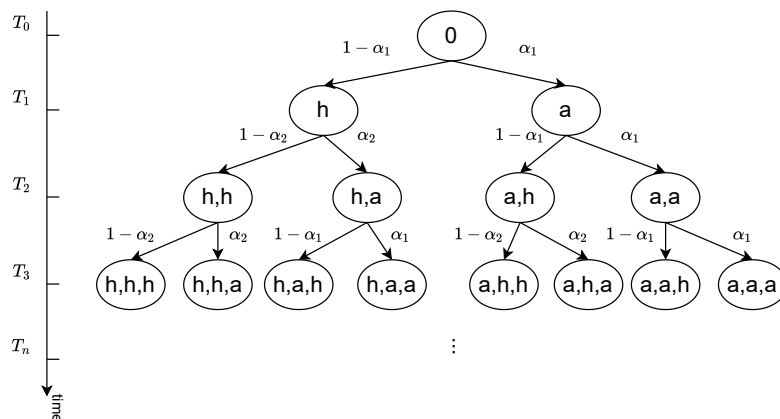 T₀ 0
1 − α₁ α₁
T₁ h a
1 − α₂ α₂ 1 − α₁ α₁
T₂ h,h h,a a,h a,a
1 − α₂ α₂ 1 − α₁ α₁ 1 − α₂ α₂ 1 − α₁ α₁
T₃ h,h,h h,h,a h,a,h h,a,a a,h,h a,h,a a,a,h a,a,a
Tₙ ⋮
time